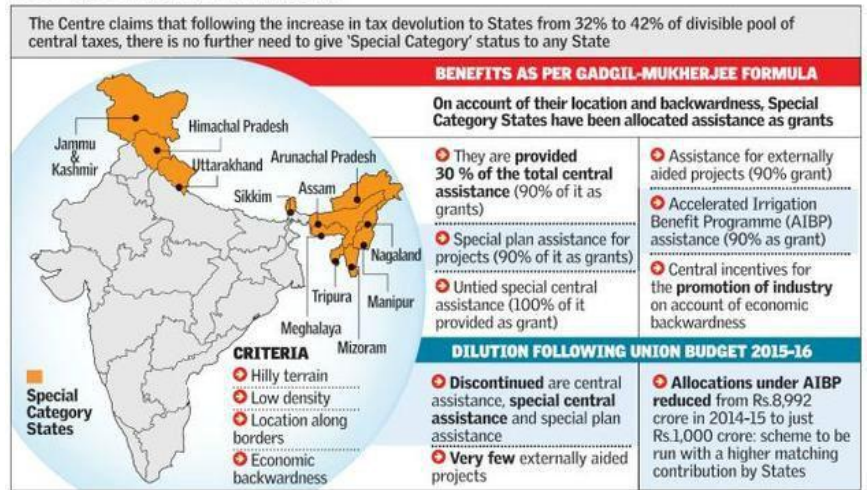 The Centre claims that following the increase in tax devolution to States from 32% to 42% of divisible pool of
central taxes, there is no further need to give 'Special Category' status to any State
Jammu
&
Kashmir
Himachal Pradesh
Uttarakhand
Arunachal Pradesh
Sikkim
Assam
Nagaland
Tripura
Manipur
Meghalaya
Mizoram
Special
Category
States
CRITERIA
Hilly terrain
Low density
Location along
borders
Economic
backwardness
BENEFITS AS PER GADGIL-MUKHERJEE FORMULA
On account of their location and backwardness, Special
Category States have been allocated assistance as grants
They are provided
30 % of the total central
assistance (90% of it as
grants)
Special plan assistance for
projects (90% of it as grants)
Untied special central
assistance (100% of it
provided as grant)
Assistance for externally
aided projects (90% grant)
Accelerated Irrigation
Benefit Programme (AIBP)
assistance (90% as grant)
Central incentives for
the promotion of industry
on account of economic
backwardness
DILUTION FOLLOWING UNION BUDGET 2015-16
Discontinued are central
assistance, special central
assistance and special plan
assistance
Very few externally aided
projects
Allocations under AIBP
reduced from Rs.8,992
crore in 2014-15 to just
Rs.1,000 crore: scheme to be
run with a higher matching
contribution by States